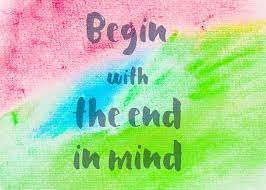 Begin
with
the end
in mind